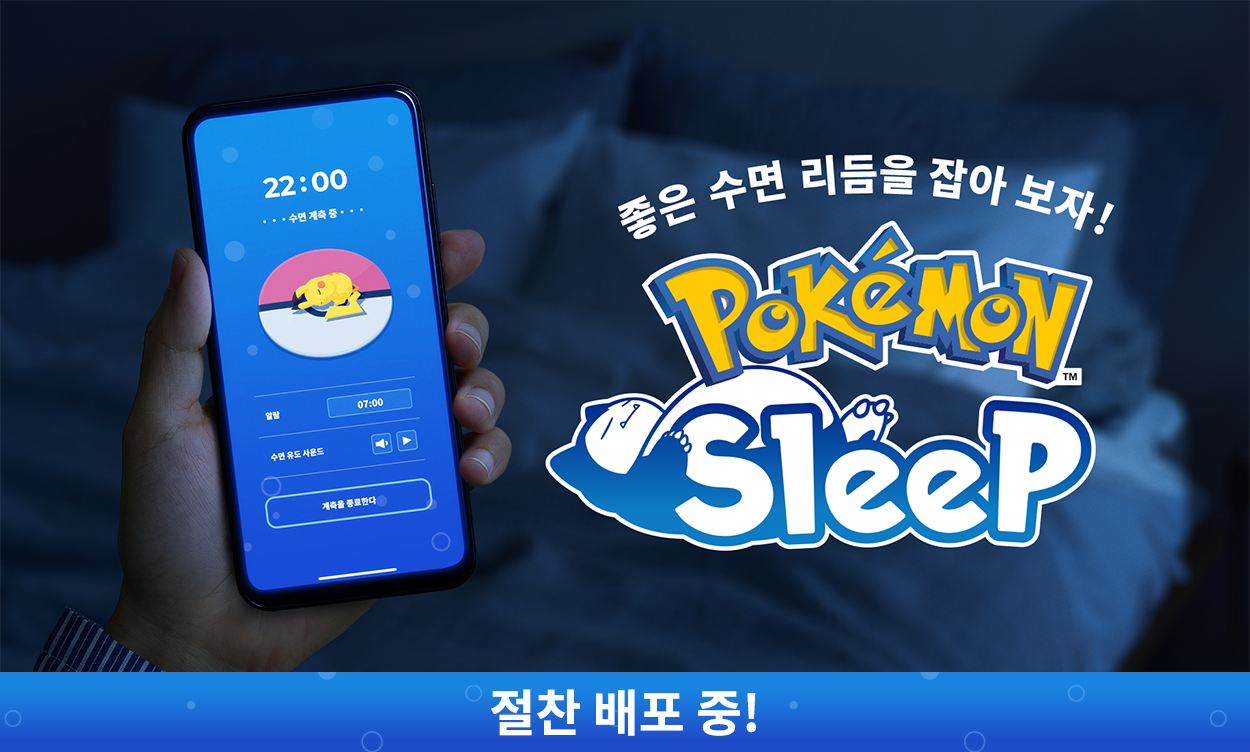 22:00
• • • 수면 계측 중 • • •
알람
07:00
수면 유도 사운드
계측을 종료한다
좋은 수면 리듬을 잡아 보자!
Pokémon
TM
Sleep
절찬 배포 중!